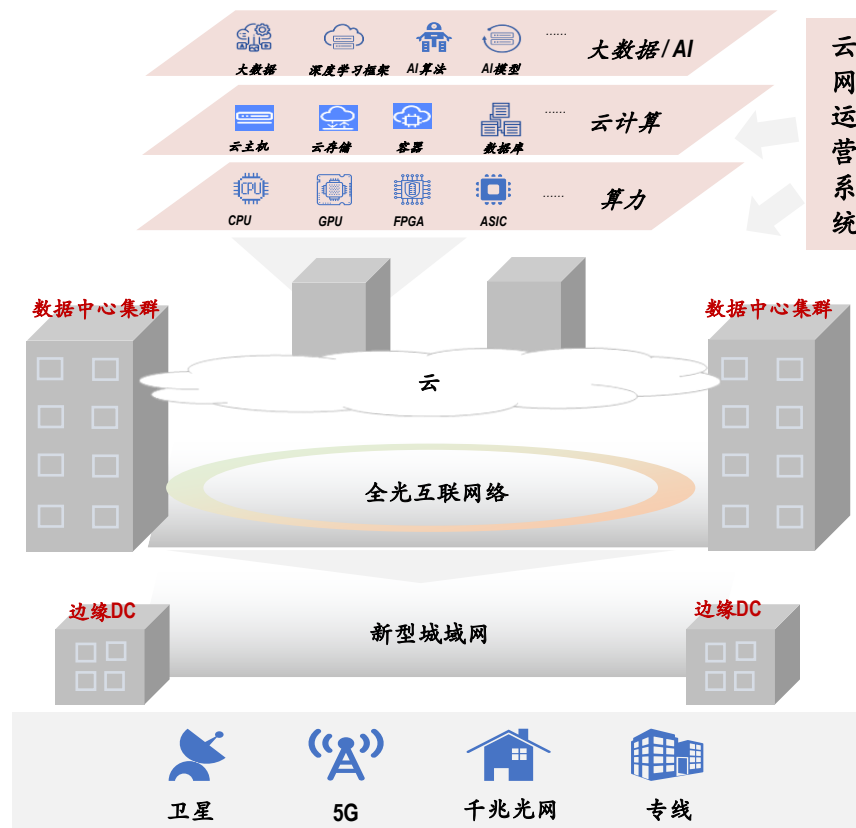 ......
大数据/AI
大数据
深度学习框架
AI算法
AI模型
云网运营系统
......
云计算
云主机
云存储
容器
数据库
CPU
......
算力
CPU
GPU
FPGA
ASIC
数据中心集群
数据中心集群
云
全光互联网络
边缘DC
边缘DC
新型城域网
卫星
5G
千兆光网
专线